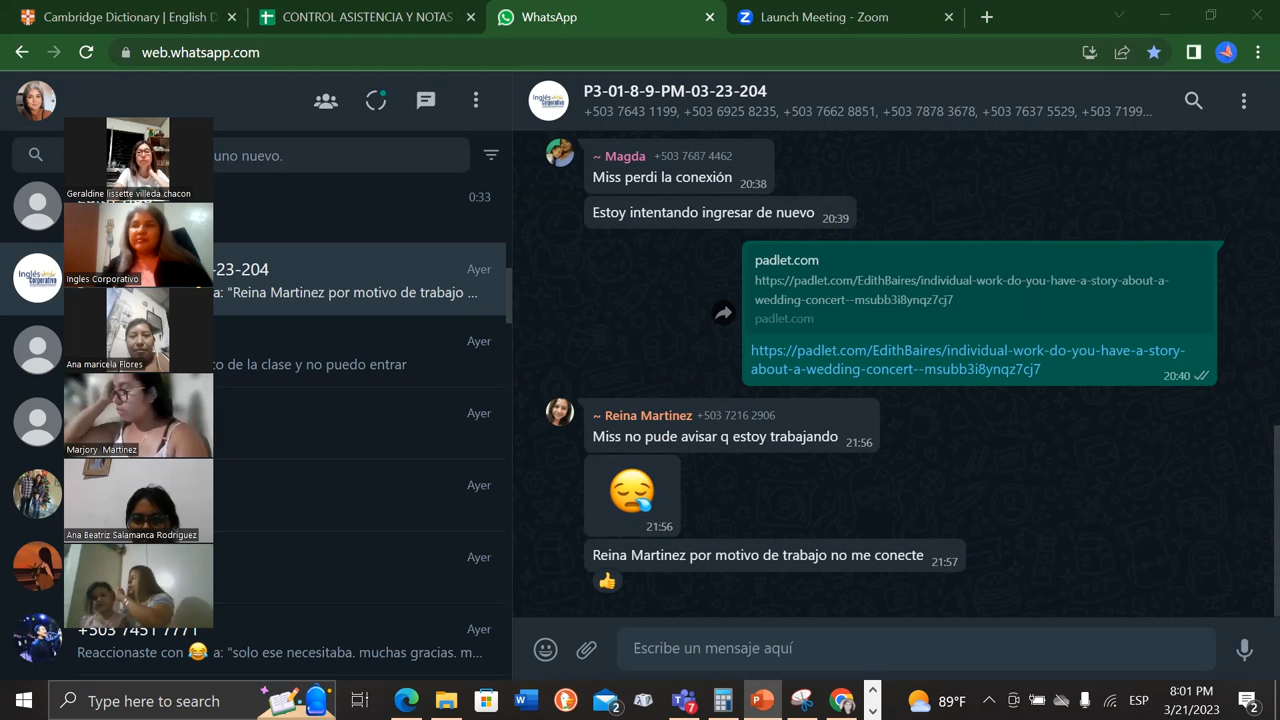 Cambridge Dictionary | English D
CONTROL ASISTENCIA Y NOTAS
WhatsApp
Launch Meeting - Zoom
web.whatsapp.com
P3-01-8-9-PM-03-23-204
+503 7643 1199, +503 6925 8235, +503 7662 8851, +503 7878 3678, +503 7637 5529, +503 7199...
uno nuevo.
0:33
23-204
Ayer
a: "Reina Martinez por motivo de trabajo ...
Ayer
to de la clase y no puedo entrar
Ayer
Ayer
Ayer
+503 7451 7771
Ayer
Reaccionaste con 😂 a: "solo ese necesitaba. muchas gracias. m...
Geraldine lissette villeda chacon
Ingles Corporativo
Ana maricela Flores
Marjory Martinez
Ana Beatriz Salamanca Rodriguez
~ Magda +503 7687 4462
Miss perdi la conexión 20:38
Estoy intentando ingresar de nuevo 20:39
padlet.com
https://padlet.com/EdithBaires/individual-work-do-you-have-a-story-about-a-
wedding-concert--msubb3i8ynqz7cj7
padlet.com
https://padlet.com/EdithBaires/individual-work-do-you-have-a-story-
about-a-wedding-concert--msubb3i8ynqz7cj7
20:40
~ Reina Martinez +503 7216 2906
Miss no pude avisar q estoy trabajando 21:56
21:56
Reina Martinez por motivo de trabajo no me conecte 21:57
Escribe un mensaje aquí
Type here to search
2
7
89°F
ESP
8:01 PM
3/21/2023
2